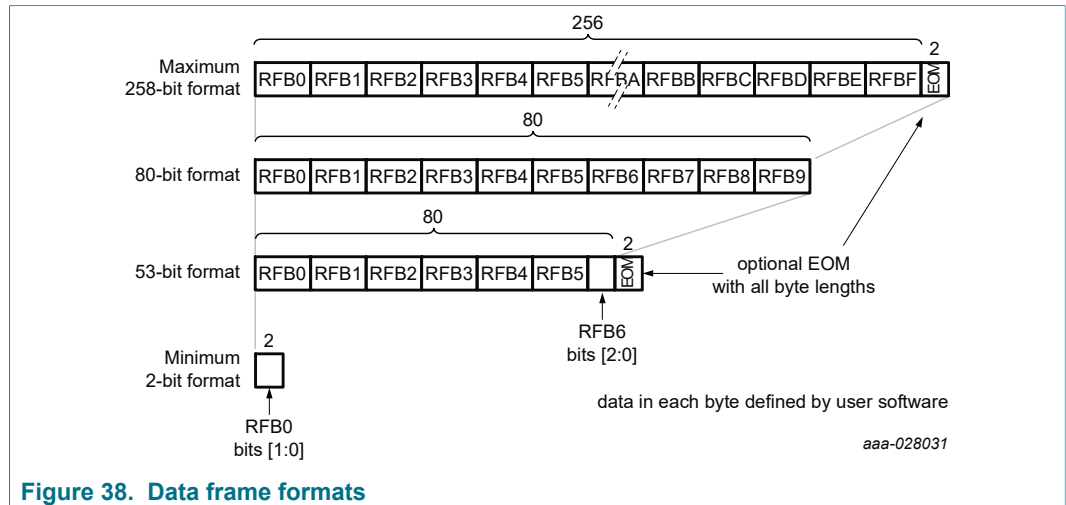 256
2
Maximum
258-bit format
RFB0 RFB1 RFB2 RFB3 RFB4 RFB5 RFBA RFBB RFBC RFBD RFBE RFBF EOM
80
80-bit format
RFB0 RFB1 RFB2 RFB3 RFB4 RFB5 RFB6 RFB7 RFB8 RFB9
80
2
53-bit format
RFB0 RFB1 RFB2 RFB3 RFB4 RFB5 EOM
optional EOM
with all byte lengths
RFB6
bits [2:0]
2
Minimum
2-bit format
RFB0
bits [1:0]
data in each byte defined by user software
aaa-028031
Figure 38. Data frame formats